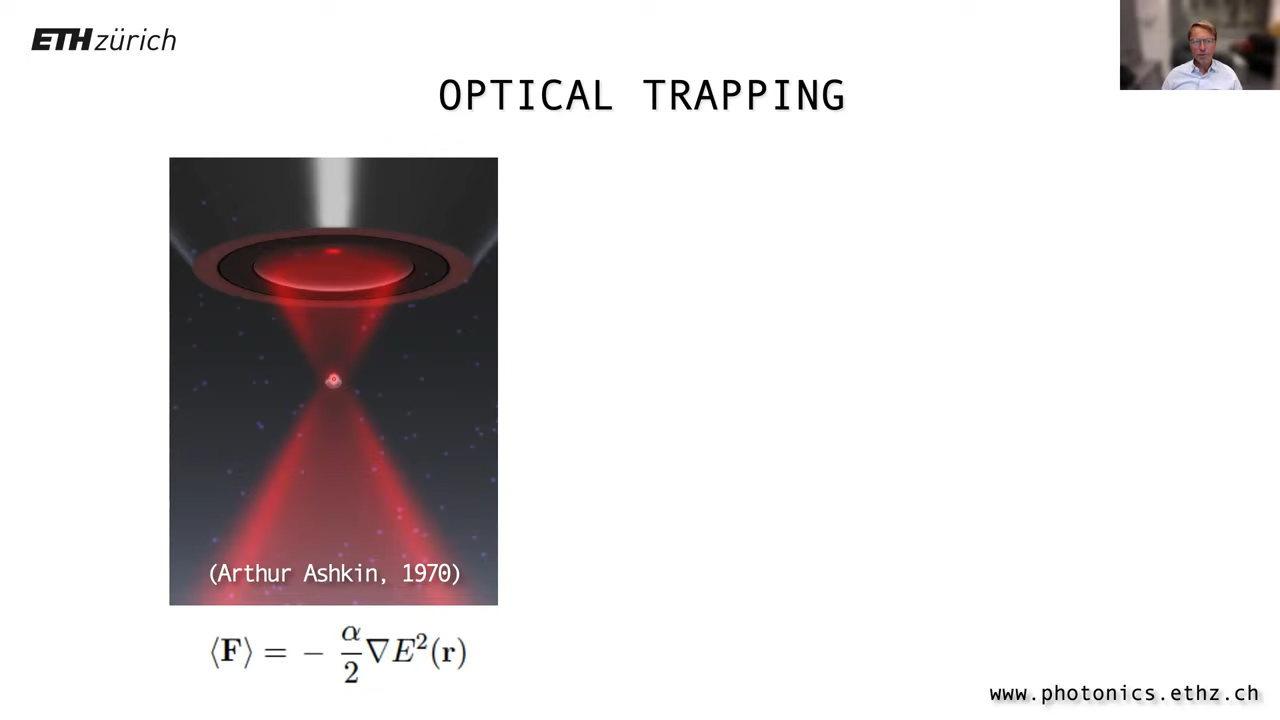 ETH zürich
OPTICAL TRAPPING
(Arthur Ashkin, 1970)
⟨F⟩ = − α/2 ∇E²(r)
www.photonics.ethz.ch